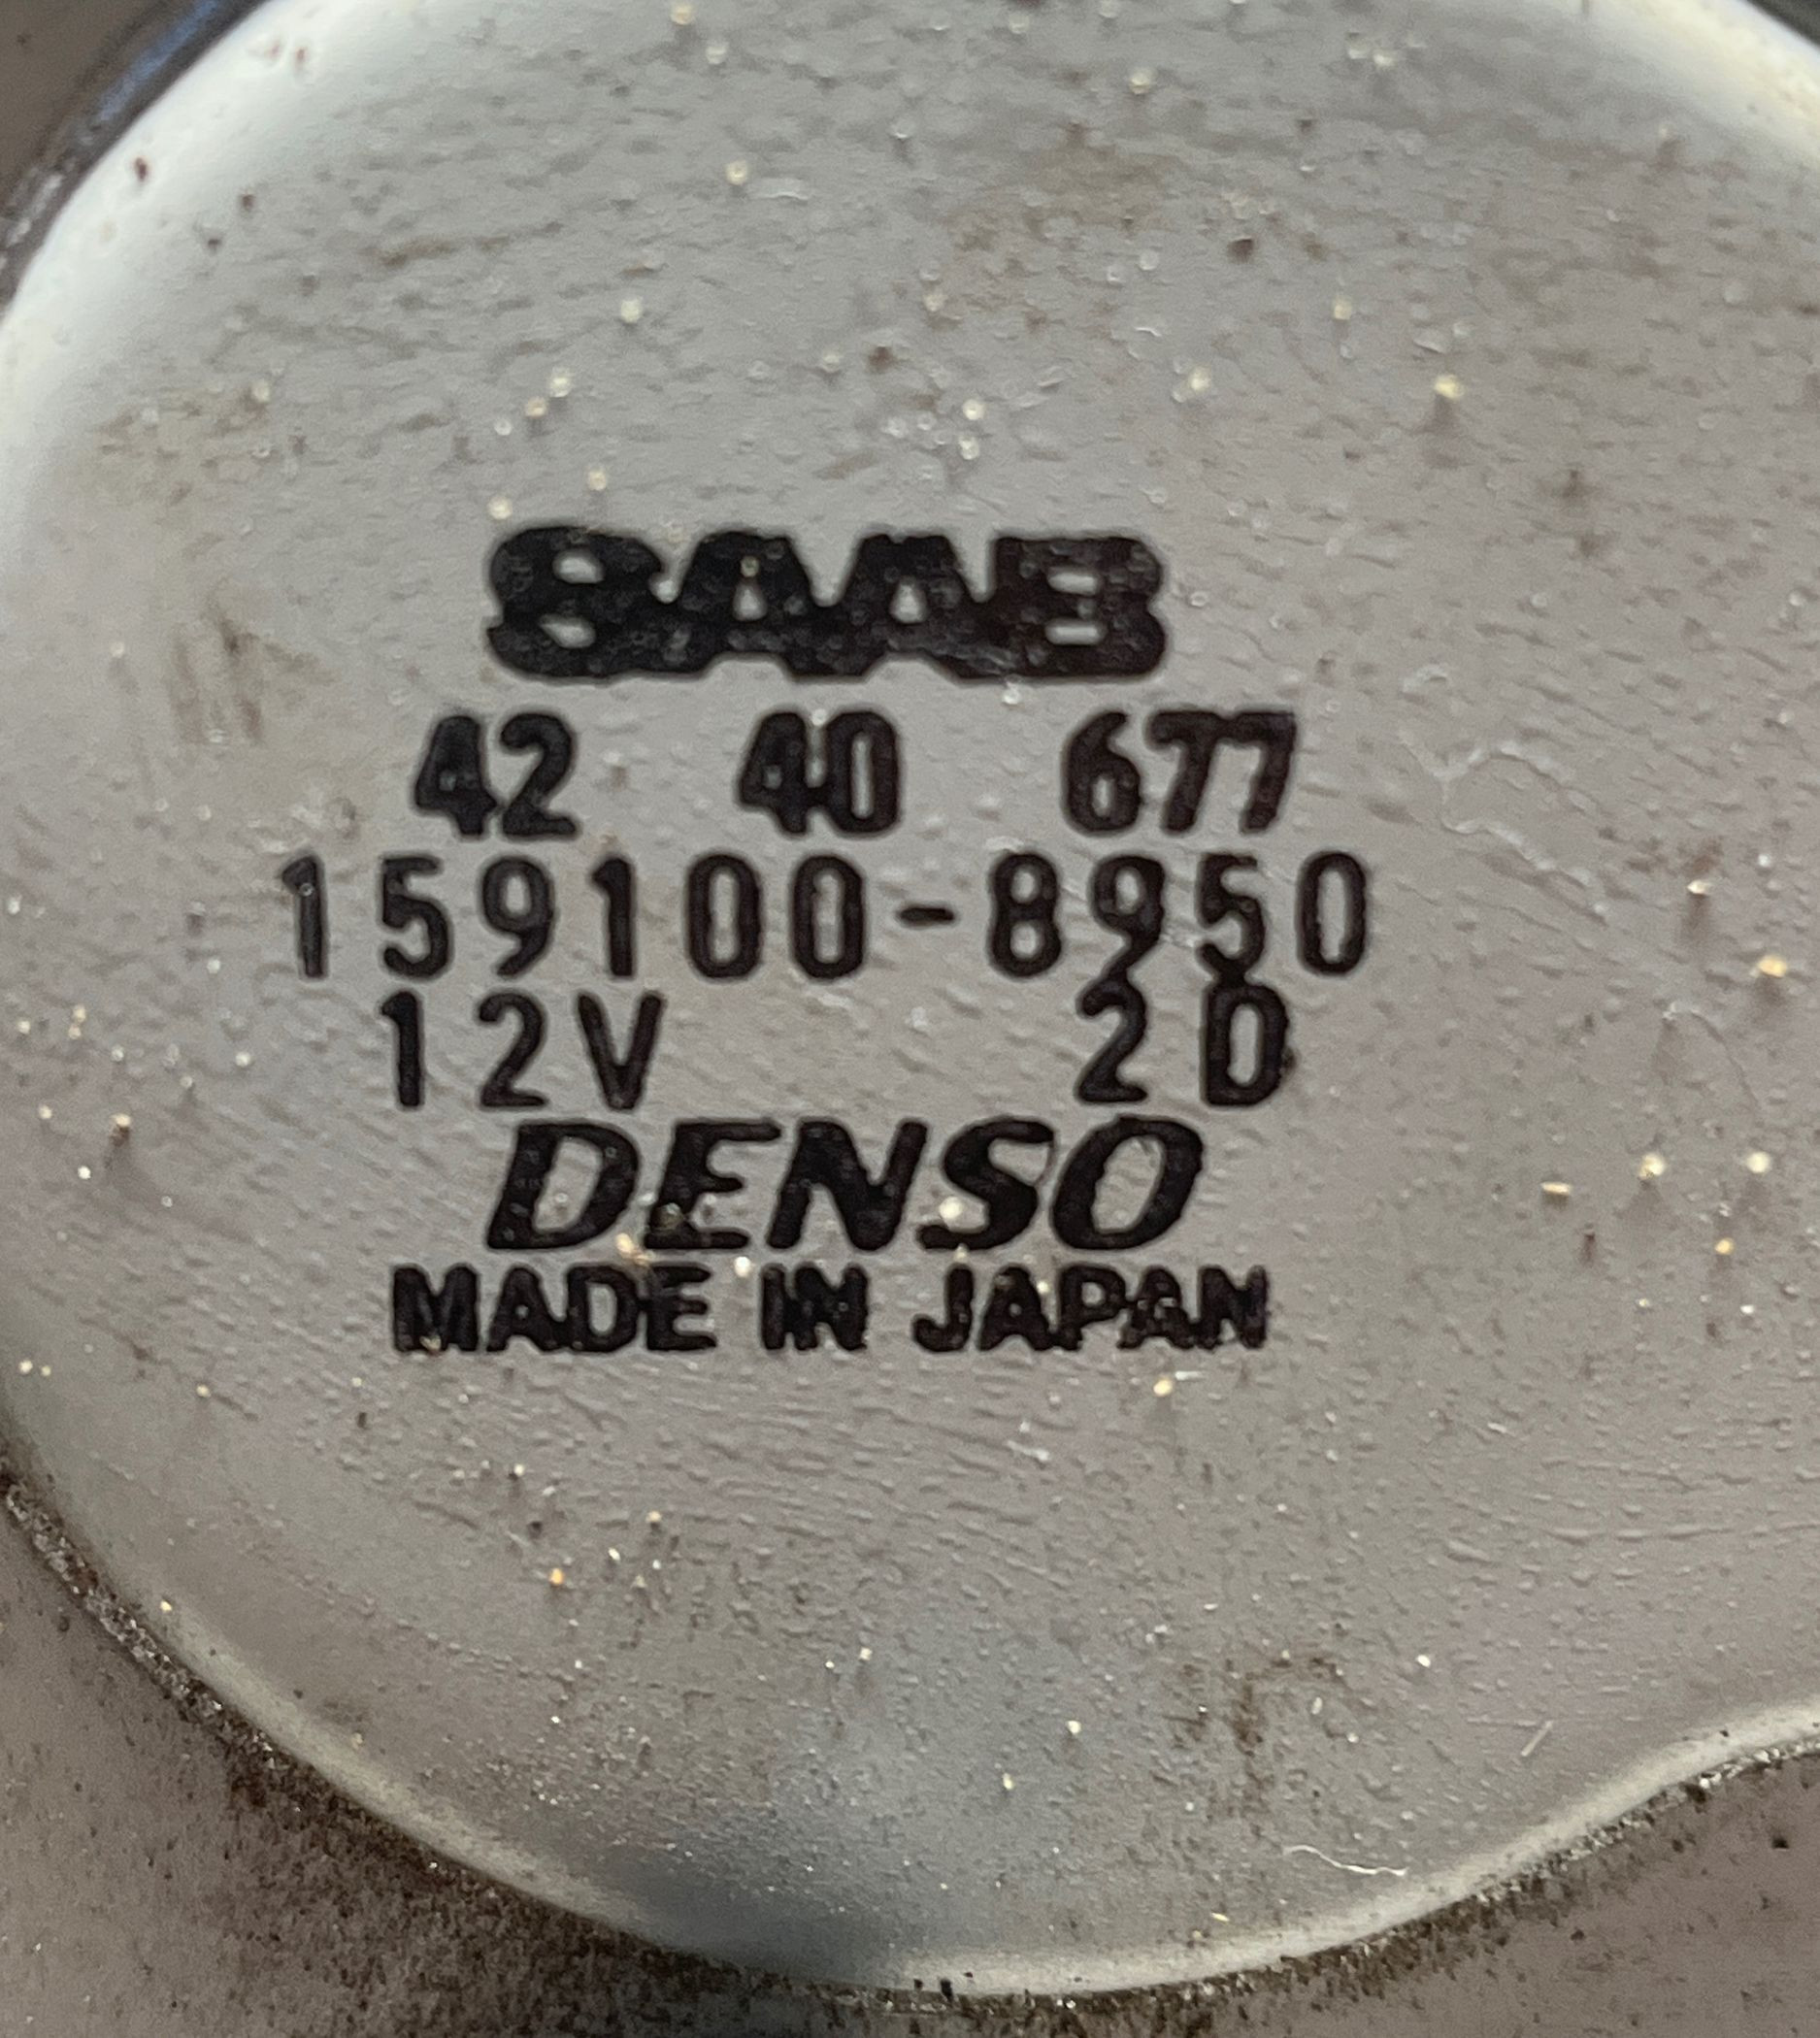 SAAB
42 40 677
159100-8950
12V 2D
DENSO
MADE IN JAPAN